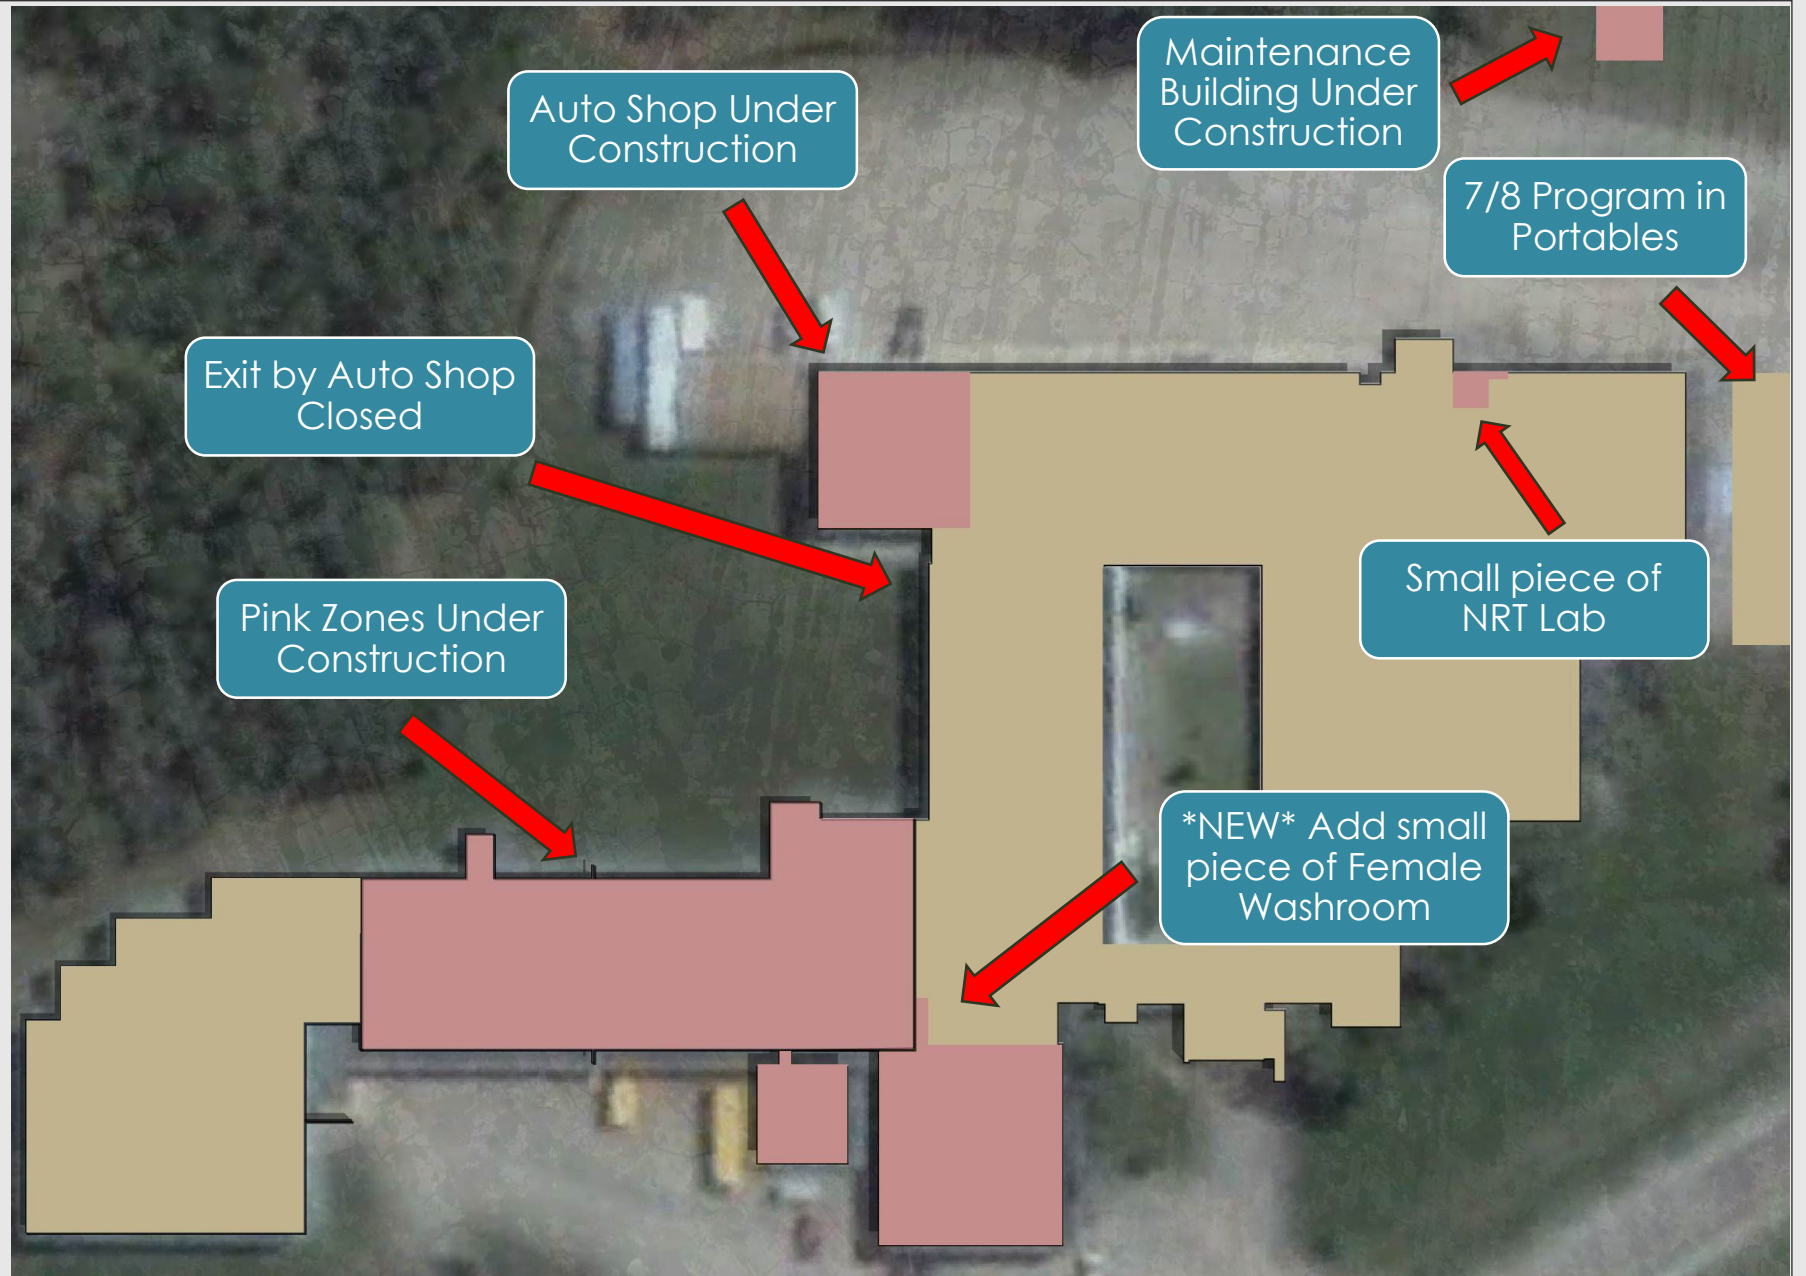 Maintenance
Building Under
Construction
Auto Shop Under
Construction
7/8 Program in
Portables
Exit by Auto Shop
Closed
Small piece of
NRT Lab
Pink Zones Under
Construction
*NEW* Add small
piece of Female
Washroom